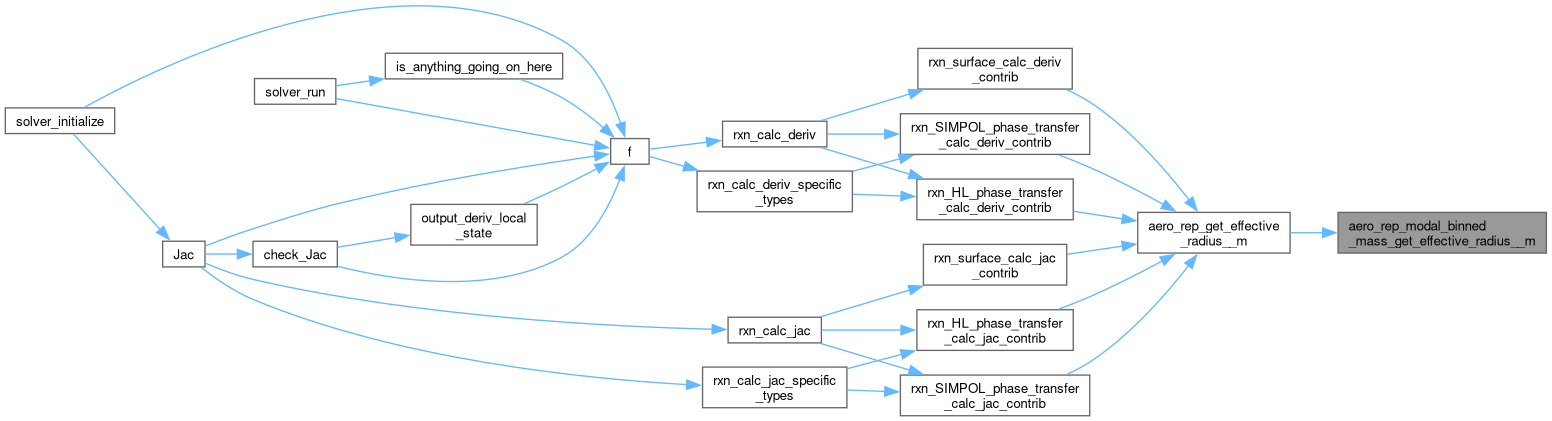 solver_initialize
solver_run
is_anything_going_on_here
f
Jac
check_Jac
output_deriv_local
_state
rxn_calc_deriv
rxn_calc_deriv_specific
_types
rxn_calc_jac
rxn_calc_jac_specific
_types
rxn_surface_calc_deriv
_contrib
rxn_SIMPOL_phase_transfer
_calc_deriv_contrib
rxn_HL_phase_transfer
_calc_deriv_contrib
rxn_surface_calc_jac
_contrib
rxn_HL_phase_transfer
_calc_jac_contrib
rxn_SIMPOL_phase_transfer
_calc_jac_contrib
aero_rep_get_effective
_radius__m
aero_rep_modal_binned
_mass_get_effective_radius__m